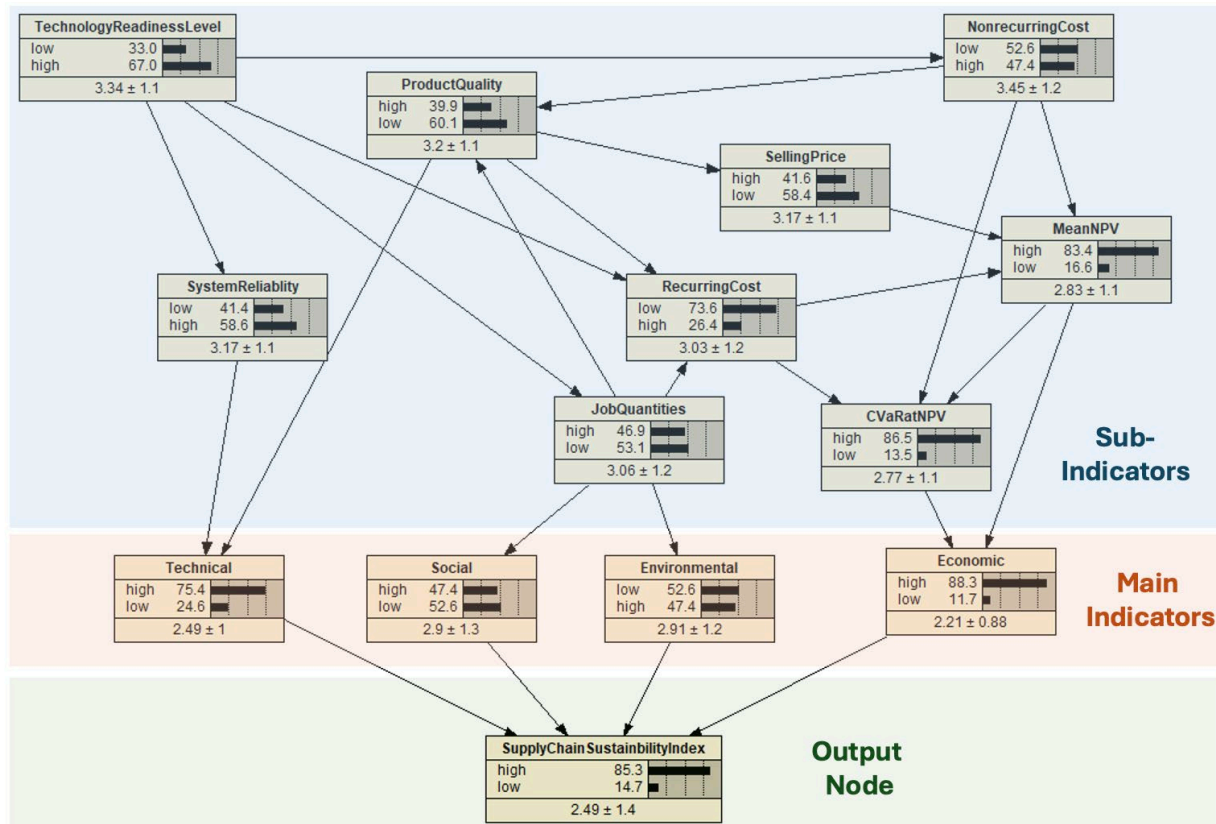 TechnologyReadinessLevel
low 33.0
high 67.0
3.34 ± 1.1
NonrecurringCost
low 52.6
high 47.4
3.45 ± 1.2
ProductQuality
high 39.9
low 60.1
3.2 ± 1.1
SellingPrice
high 41.6
low 58.4
3.17 ± 1.1
MeanNPV
high 83.4
low 16.6
2.83 ± 1.1
SystemReliablity
low 41.4
high 58.6
3.17 ± 1.1
RecurringCost
low 73.6
high 26.4
3.03 ± 1.2
JobQuantities
high 46.9
low 53.1
3.06 ± 1.2
CVaRatNPV
high 86.5
low 13.5
2.77 ± 1.1
Sub-
Indicators
Technical
high 75.4
low 24.6
2.49 ± 1
Social
high 47.4
low 52.6
2.9 ± 1.3
Environmental
low 52.6
high 47.4
2.91 ± 1.2
Economic
high 88.3
low 11.7
2.21 ± 0.88
Main
Indicators
SupplyChainSustainbilityIndex
high 85.3
low 14.7
2.49 ± 1.4
Output
Node